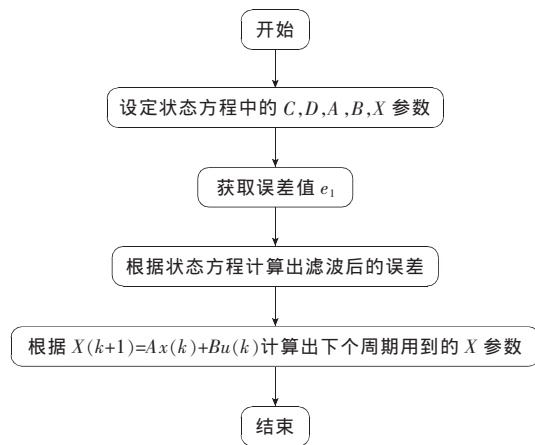 开始
设定状态方程中的 C,D,A,B,X 参数
获取误差值 e₁
根据状态方程计算出滤波后的误差
根据 X(k+1)=Ax(k)+Bu(k)计算出下个周期用到的 X 参数
结束